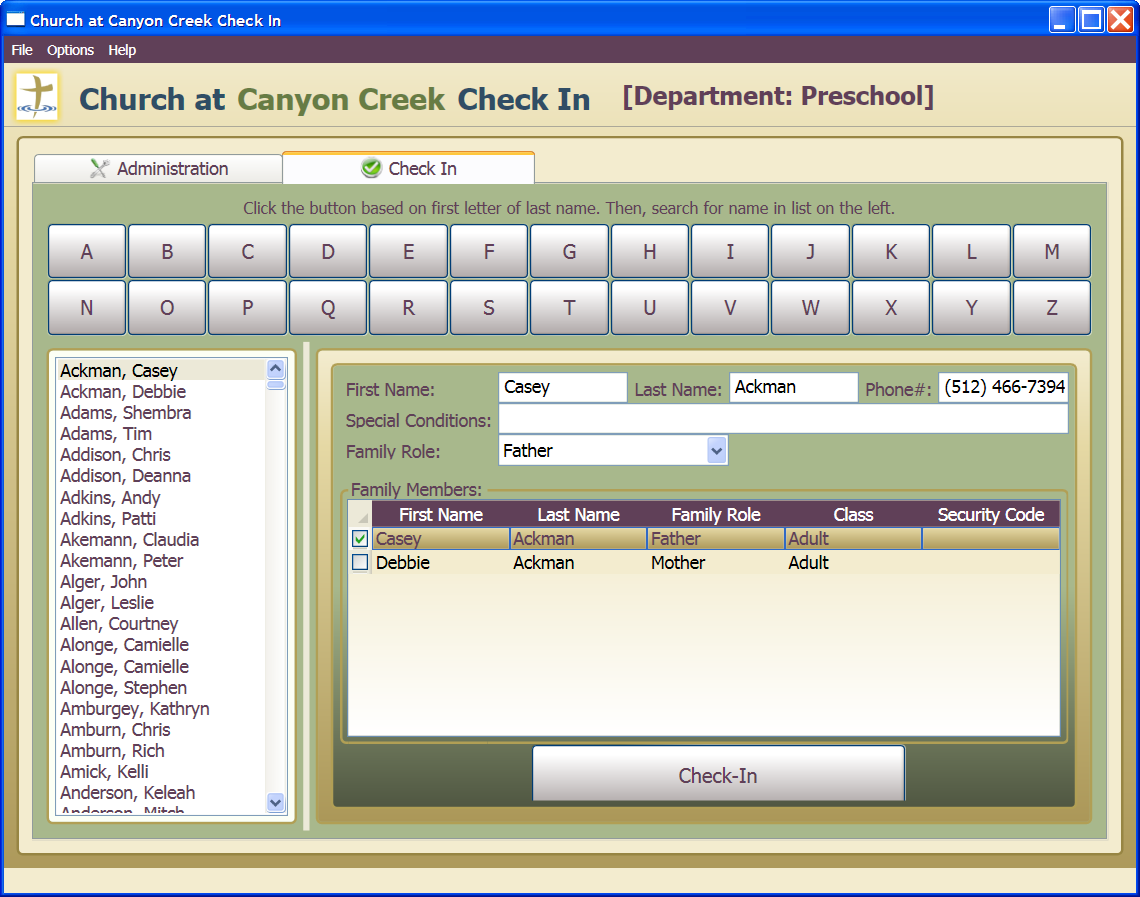 Church at Canyon Creek Check In
File Options Help
Church at Canyon Creek Check In [Department: Preschool]
Administration Check In
Click the button based on first letter of last name. Then, search for name in list on the left.
A B C D E F G H I J K L M
N O P Q R S T U V W X Y Z
Ackman, Casey
Ackman, Debbie
Adams, Shembra
Adams, Tim
Addison, Chris
Addison, Deanna
Adkins, Andy
Adkins, Patti
Akemann, Claudia
Akemann, Peter
Alger, John
Alger, Leslie
Allen, Courtney
Alonge, Camielle
Alonge, Camielle
Alonge, Stephen
Amburgey, Kathryn
Amburn, Chris
Amburn, Rich
Amick, Kelli
Anderson, Keleah
Anderson, Mitch
First Name: Casey Last Name: Ackman Phone#: (512) 466-7394
Special Conditions:
Family Role: Father
Family Members:
First Name Last Name Family Role Class Security Code
Casey Ackman Father Adult
Debbie Ackman Mother Adult
Check-In